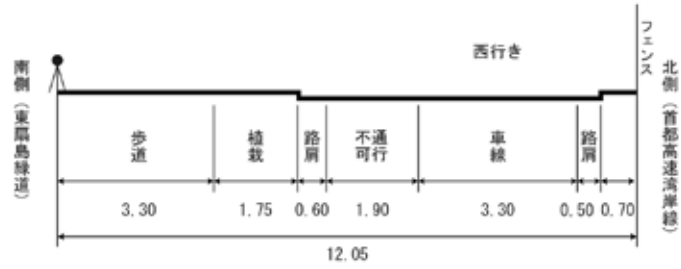 西行き
フェンス
南側（東扇島緑道）
北側（首都高速湾岸線）
歩道
植栽
路肩
通行
不可
車線
路肩
3.30
1.75
0.60
1.90
3.30
0.50
0.70
12.05